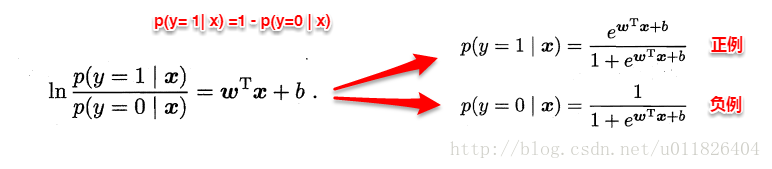 p(y= 1| x) =1 - p(y=0 | x)
ln p(y = 1 | x) / p(y = 0 | x) = wᵀx + b .
p(y = 1 | x) = e^{wᵀx+b} / (1 + e^{wᵀx+b}) 正例
p(y = 0 | x) = 1 / (1 + e^{wᵀx+b}) 负例
http://blog.csdn.net/u011826404